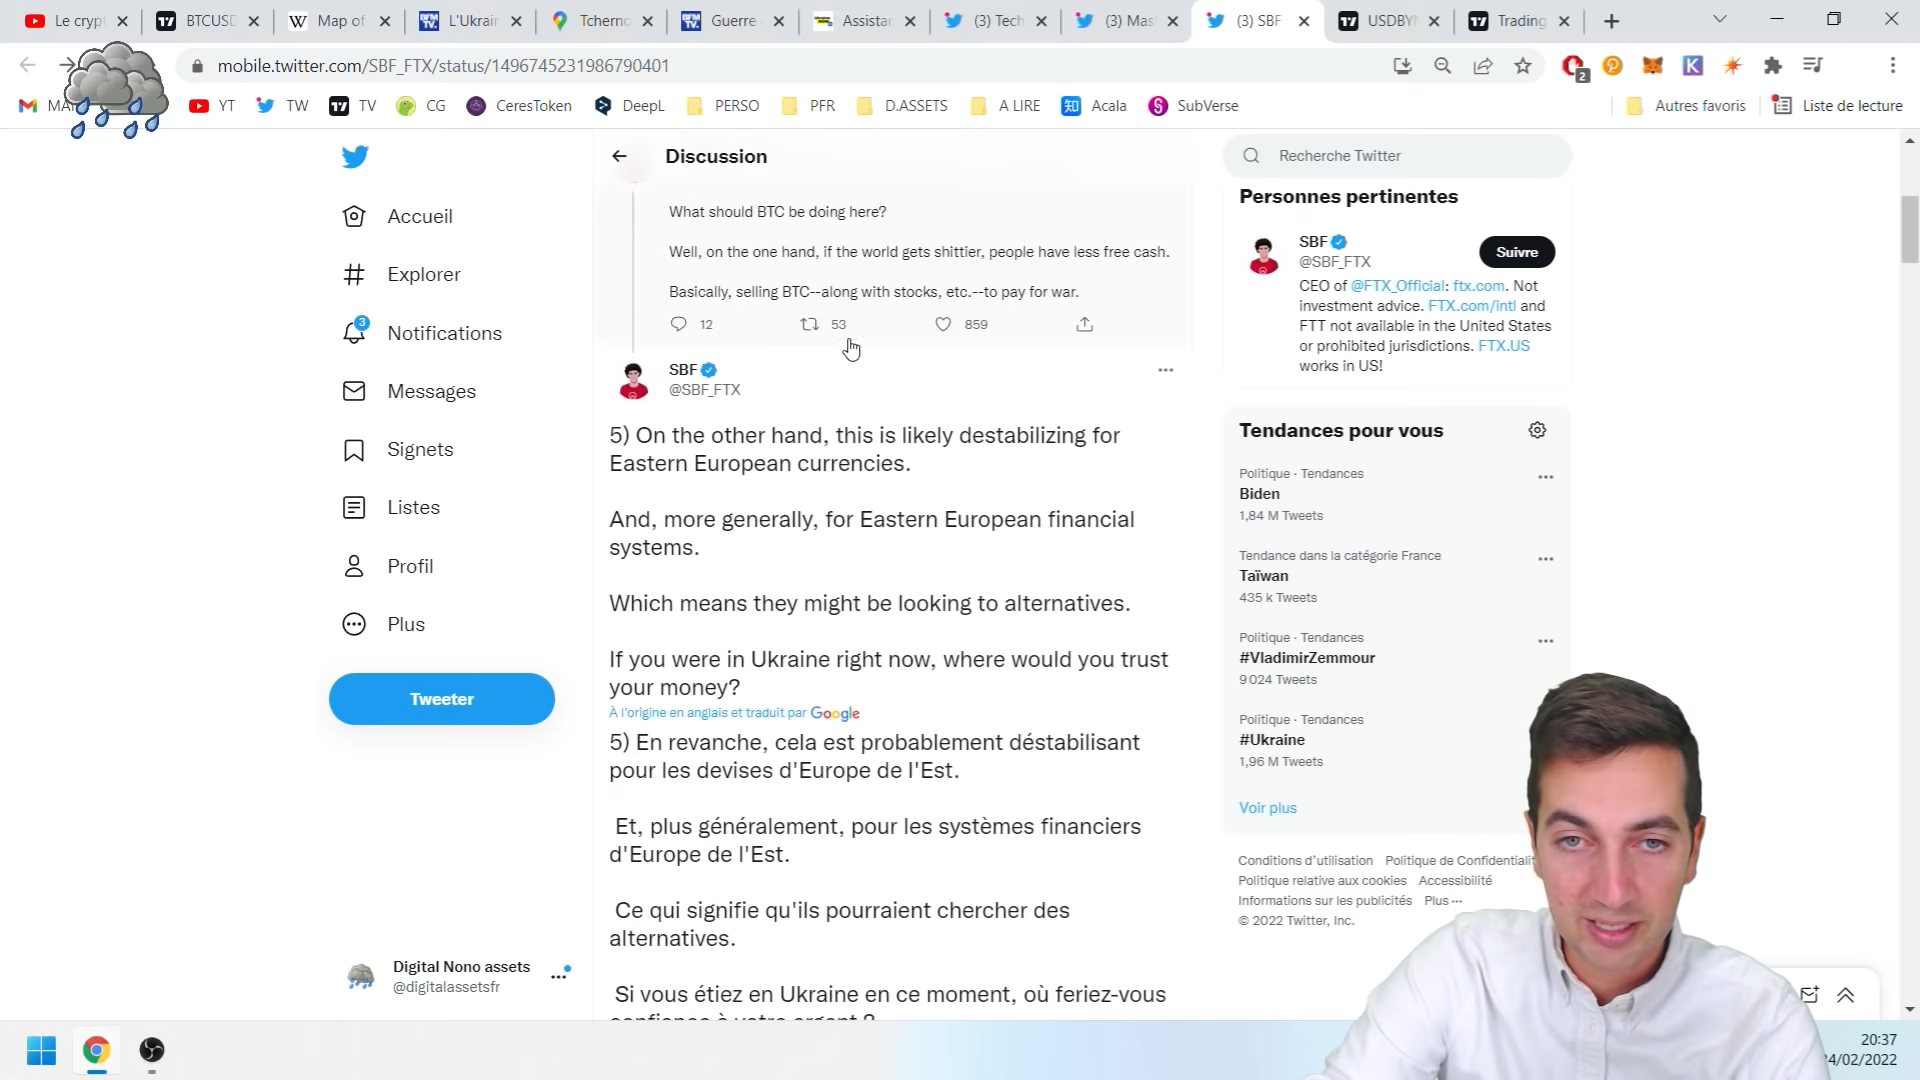 Le crypt
BTCUSD
Map of
L'Ukrain
Tcherno
Guerre
Assistan
(3) Tech
(3) Mas
(3) SBF
USDBYN
Trading
mobile.twitter.com/SBF_FTX/status/1496745231986790401
2
YT
TW
TV
CG
CeresToken
DeepL
PERSO
PFR
D.ASSETS
A LIRE
Acala
SubVerse
Autres favoris
Liste de lecture
Accueil
Explorer
3
Notifications
Messages
Signets
Listes
Profil
Plus
Tweeter
Digital Nono assets
@digitalassetsfr
Discussion
What should BTC be doing here?
Well, on the one hand, if the world gets shittier, people have less free cash.
Basically, selling BTC--along with stocks, etc.--to pay for war.
12 53 859
SBF
@SBF_FTX
5) On the other hand, this is likely destabilizing for
Eastern European currencies.
And, more generally, for Eastern European financial
systems.
Which means they might be looking to alternatives.
If you were in Ukraine right now, where would you trust
your money?
À l'origine en anglais et traduit par Google
5) En revanche, cela est probablement déstabilisant
pour les devises d'Europe de l'Est.
Et, plus généralement, pour les systèmes financiers
d'Europe de l'Est.
Ce qui signifie qu'ils pourraient chercher des
alternatives.
Si vous étiez en Ukraine en ce moment, où feriez-vous
confiance à votre argent ?
Recherche Twitter
Personnes pertinentes
SBF
@SBF_FTX
Suivre
CEO of @FTX_Official: ftx.com. Not
investment advice. FTX.com/intl and
FTT not available in the United States
or prohibited jurisdictions. FTX.US
works in US!
Tendances pour vous
Politique · Tendances
Biden
1,84 M Tweets
Tendance dans la catégorie France
Taïwan
435 k Tweets
Politique · Tendances
#VladimirZemmour
9 024 Tweets
Politique · Tendances
#Ukraine
1,96 M Tweets
Voir plus
Conditions d'utilisation Politique de Confidentialit
Politique relative aux cookies Accessibilité
Informations sur les publicités Plus
© 2022 Twitter, Inc.
20:37
4/02/2022